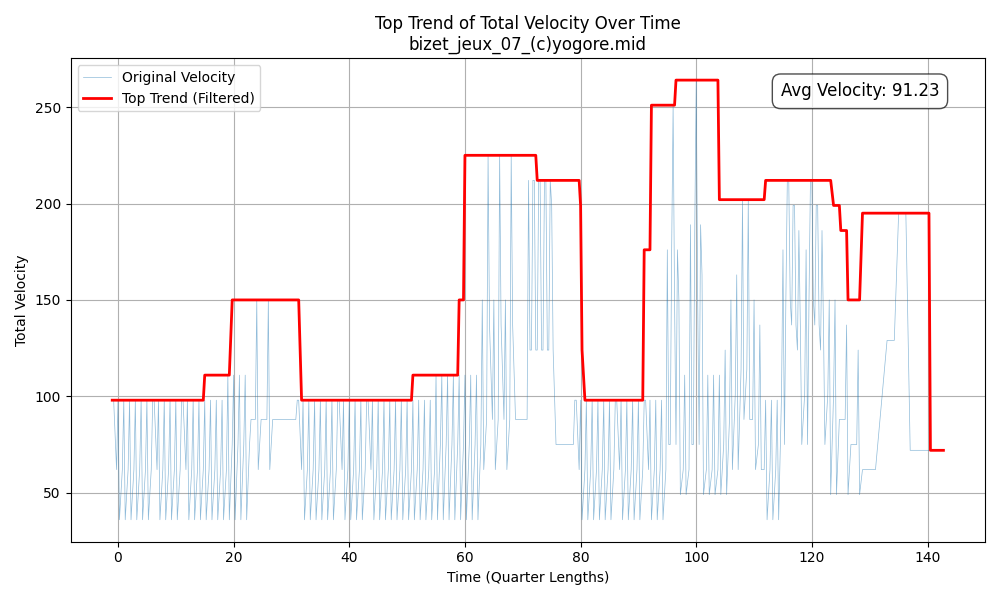 Top Trend of Total Velocity Over Time
bizet_jeux_07_(c)yogore.mid
Original Velocity
Top Trend (Filtered)
Avg Velocity: 91.23
Total Velocity
250
200
150
100
50
0 20 40 60 80 100 120 140
Time (Quarter Lengths)